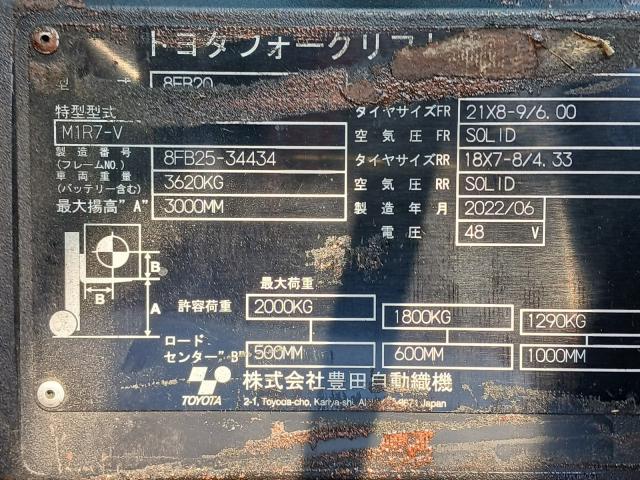 トヨタフォークリフト
型 式 8FB20
特型型式
M1R7-V
製造番号
(フレームNO.) 8FB25-34434
車両重量
(バッテリー含む) 3620KG
最大揚高"A" 3000MM
タイヤサイズFR 21X8-9/6.00
空気圧 FR SOLID
タイヤサイズRR 18X7-8/4.33
空気圧 RR SOLID
製造年月 2022/06
電圧 48 V
B
B
A
最大荷重
許容荷重 2000KG 1800KG 1290KG
ロード
センター"B" 500MM 600MM 1000MM
TOYOTA
株式会社豊田自動織機
2-1, Toyoda-cho, Kariya-shi, Japan